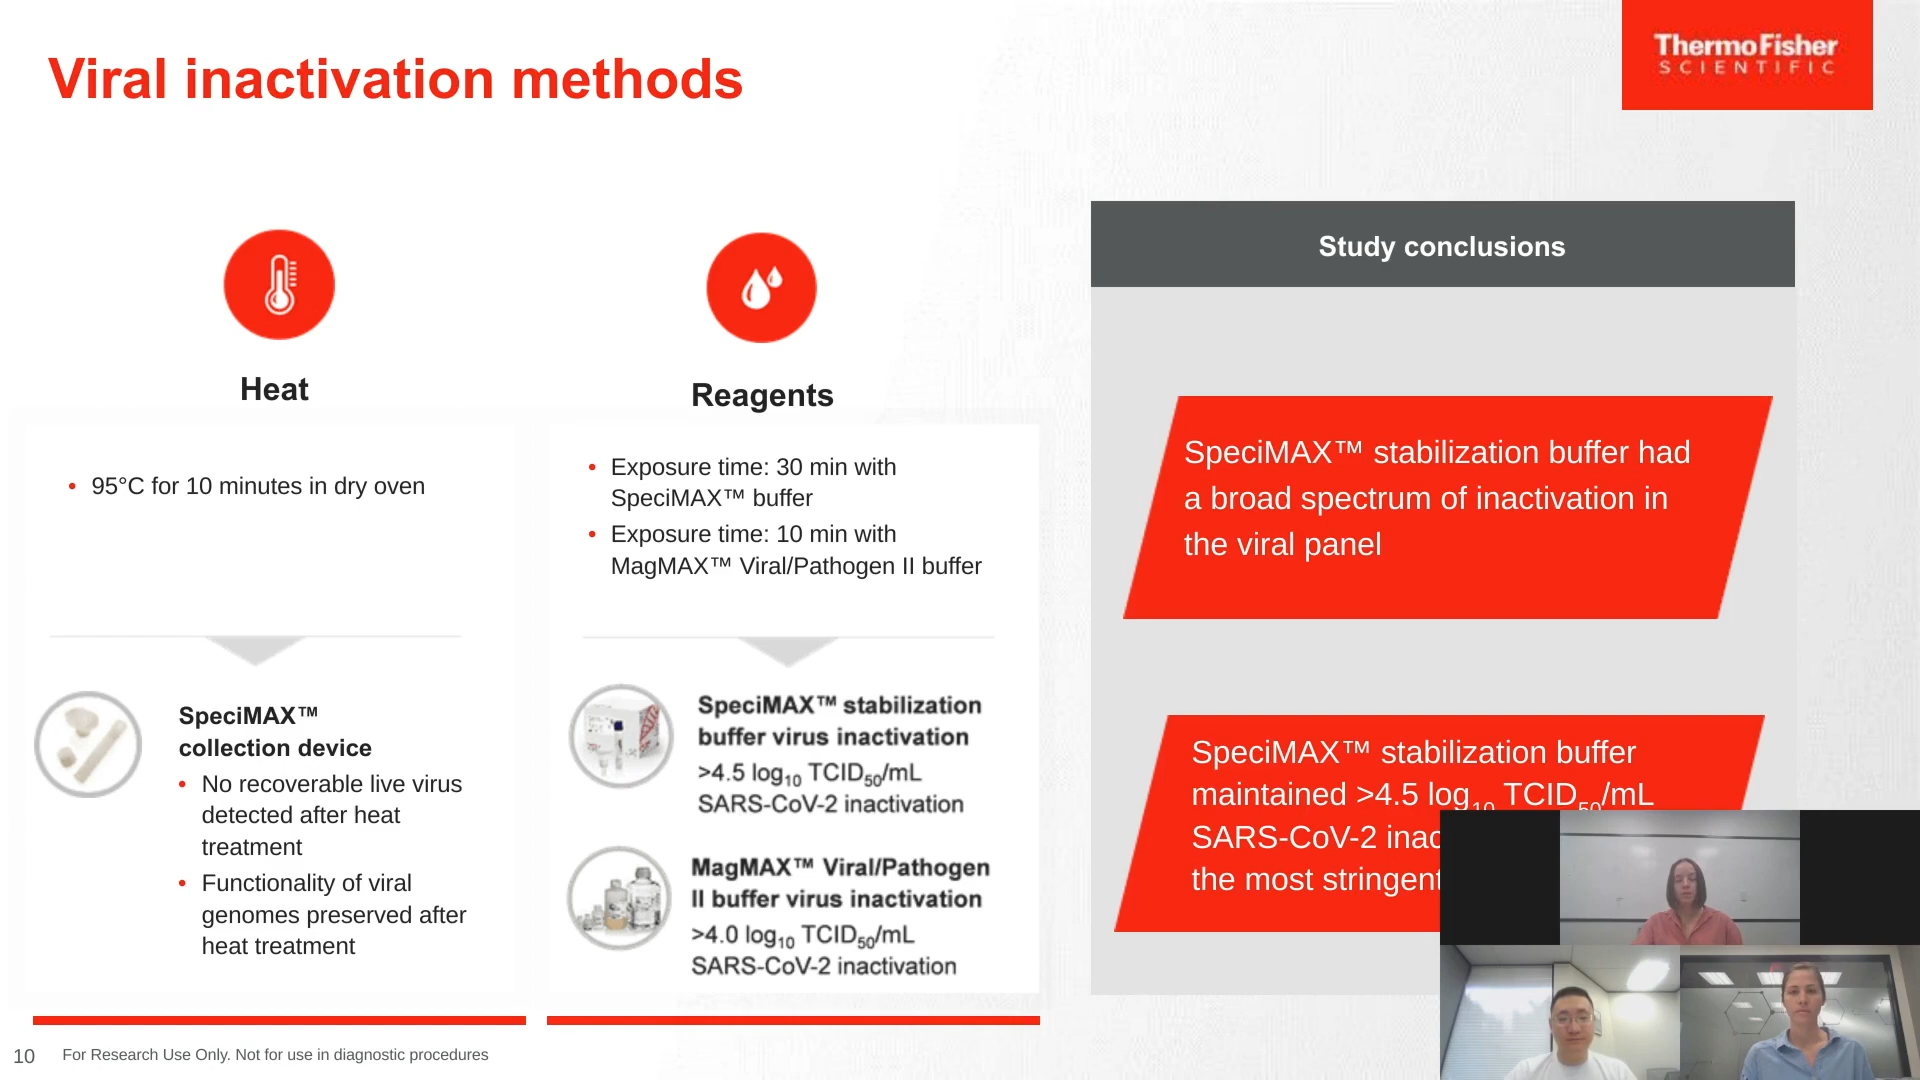 Viral inactivation methods
ThermoFisher
SCIENTIFIC
Heat
• 95°C for 10 minutes in dry oven
SpeciMAX™
collection device
• No recoverable live virus
detected after heat
treatment
• Functionality of viral
genomes preserved after
heat treatment
Reagents
• Exposure time: 30 min with
SpeciMAX™ buffer
• Exposure time: 10 min with
MagMAX™ Viral/Pathogen II buffer
SpeciMAX™ stabilization
buffer virus inactivation
>4.5 log₁₀ TCID₅₀/mL
SARS-CoV-2 inactivation
MagMAX™ Viral/Pathogen
II buffer virus inactivation
>4.0 log₁₀ TCID₅₀/mL
SARS-CoV-2 inactivation
Study conclusions
SpeciMAX™ stabilization buffer had
a broad spectrum of inactivation in
the viral panel
SpeciMAX™ stabilization buffer
maintained >4.5 log₁₀ TCID₅₀/mL
SARS-CoV-2
the most stringent
10
For Research Use Only. Not for use in diagnostic procedures